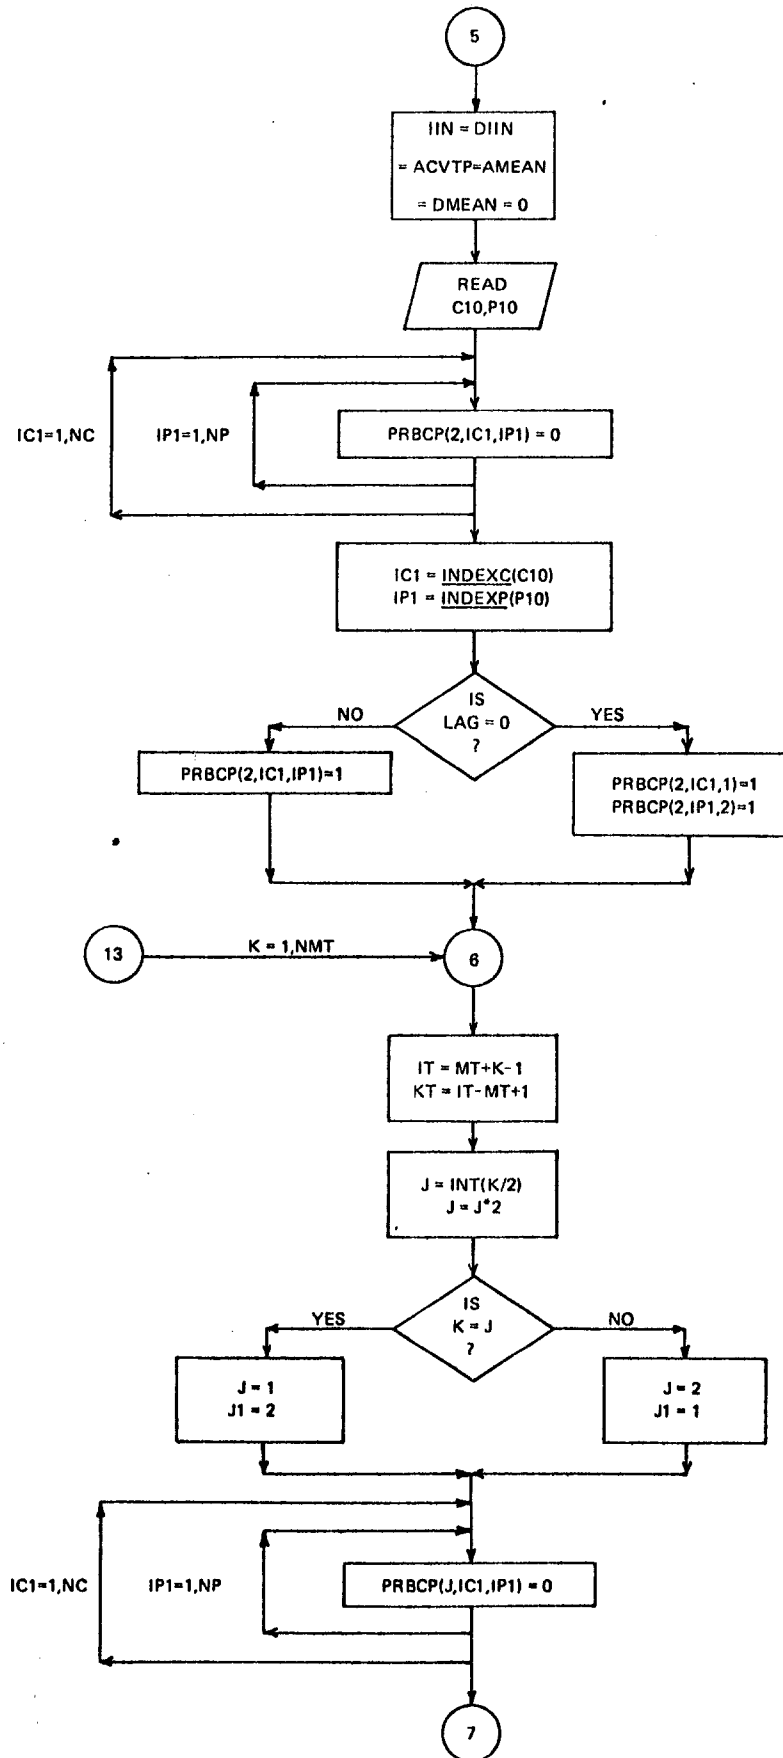 5
IIN = DIIN
= ACVTP=AMEAN
= DMEAN = 0
READ
C10,P10
IC1=1,NC
IP1=1,NP
PRBCP(2,IC1,IP1) = 0
IC1 = INDEXC(C10)
IP1 = INDEXP(P10)
IS
NO
LAG = 0
YES
?
PRBCP(2,IC1,IP1)=1
PRBCP(2,IC1,1)=1
PRBCP(2,IP1,2)=1
13
K = 1,NMT
6
IT = MT+K-1
KT = IT-MT+1
J = INT(K/2)
J = J*2
IS
YES
K = J
NO
?
J = 1
J1 = 2
J = 2
J1 = 1
IC1=1,NC
IP1=1,NP
PRBCP(J,IC1,IP1) = 0
7